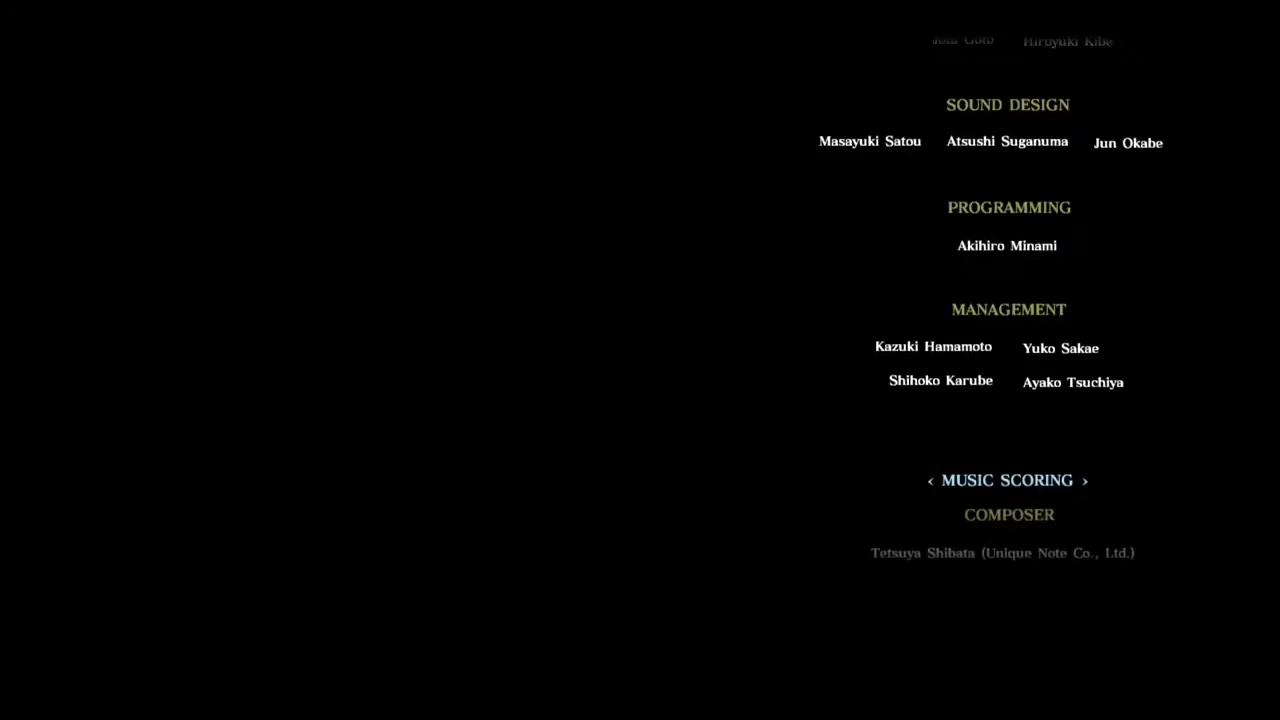 Goto Hiroyuki Kibe
SOUND DESIGN
Masayuki Satou Atsushi Suganuma Jun Okabe
PROGRAMMING
Akihiro Minami
MANAGEMENT
Kazuki Hamamoto Yuko Sakae
Shihoko Karube Ayako Tsuchiya
‹ MUSIC SCORING ›
COMPOSER
Tetsuya Shibata (Unique Note Co., Ltd.)